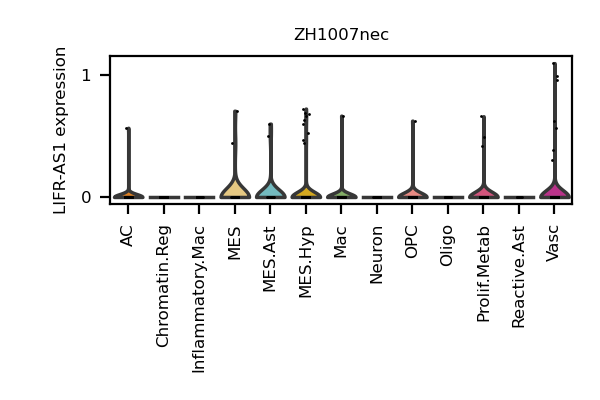 ZH1007nec
LIFR-AS1 expression
1
0
AC
Chromatin.Reg
Inflammatory.Mac
MES
MES.Ast
MES.Hyp
Mac
Neuron
OPC
Oligo
Prolif.Metab
Reactive.Ast
Vasc